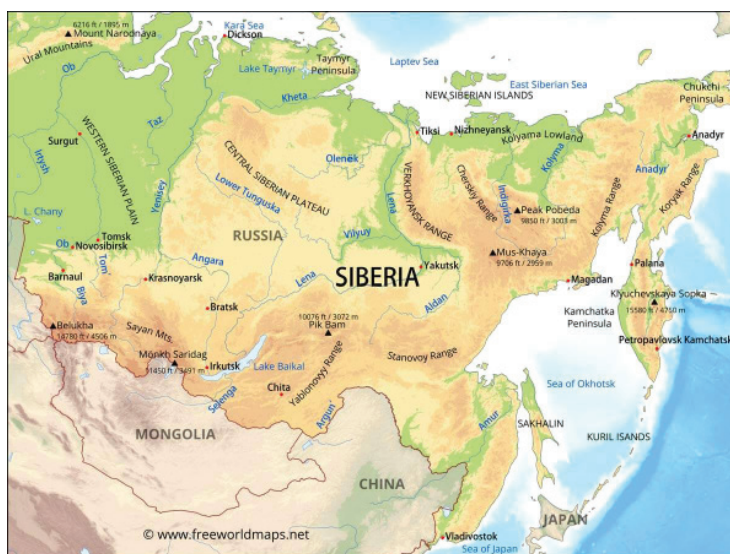 6216 ft / 1895 m
Mount Narodnaya
Ural Mountains
Ob
Kara Sea
Dickson
Lake Taymyr
Taymyr
Peninsula
Laptev Sea
East Siberian Sea
NEW SIBERIAN ISLANDS
Chukchi
Peninsula
Kheta
Taz
Surgut
WESTERN SIBERIAN PLAIN
Irtysh
CENTRAL SIBERIAN PLATEAU
Olenek
Tiksi
Nizhneyansk
Kolyama Lowland
Kolyma
Anadyr
Anadyr
Lower Tunguska
Yenisey
Lena
VERKHOYNSK RANGE
Cherskiy Range
Indigirka
Peak Pobeda
9850 ft / 3003 m
Kolyma Range
Koryak Range
L. Chany
RUSSIA
Vilyuy
Ob
Tomsk
Novosibirsk
Tom
Angara
Mus-Khaya
9706 ft / 2959 m
Lena
SIBERIA
Yakutsk
Palana
Barnaul
Biya
Krasnoyarsk
Magadan
Klyuchevskaya Sopka
15580 ft / 4750 m
Bratsk
Aldan
Kamchatka
Peninsula
10076 ft / 3072 m
Pik Bam
Belukha
14780 ft / 4506 m
Sayan Mts.
Petropavlovsk Kamchatsk
Mönkh Saridag
11450 ft / 3491 m
Irkutsk
Lake Baikal
Yablonovyy Range
Stanovoy Range
Sea of Okhotsk
Chita
Selenga
Argun'
Amur
SAKHALIN
MONGOLIA
KURIL ISANDS
CHINA
© www.freeworldmaps.net
JAPAN
Vladivostok
Sea of Japan